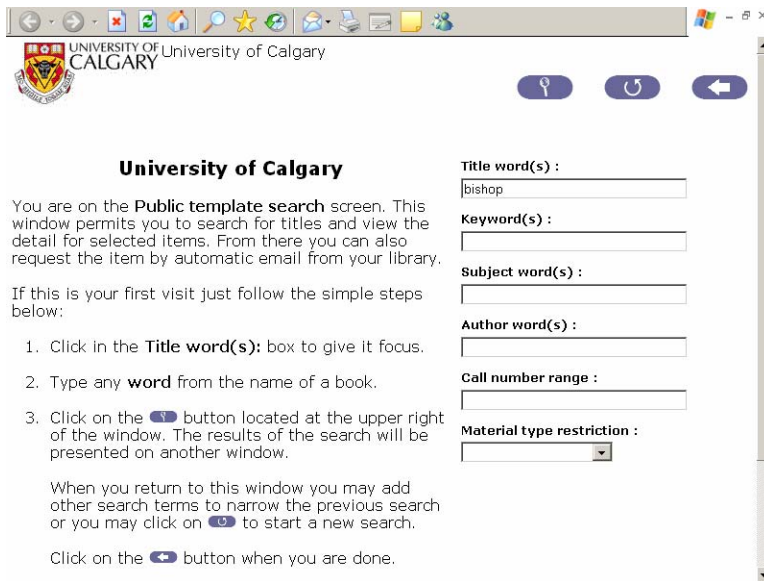 UNIVERSITY OF
CALGARY
University of Calgary
University of Calgary
You are on the Public template search screen. This
window permits you to search for titles and view the
detail for selected items. From there you can also
request the item by automatic email from your library.
If this is your first visit just follow the simple steps
below:
1. Click in the Title word(s): box to give it focus.
2. Type any word from the name of a book.
3. Click on the button located at the upper right
of the window. The results of the search will be
presented on another window.
When you return to this window you may add
other search terms to narrow the previous search
or you may click on to start a new search.
Click on the button when you are done.
Title word(s) :
bishop
Keyword(s) :
Subject word(s) :
Author word(s) :
Call number range :
Material type restriction :